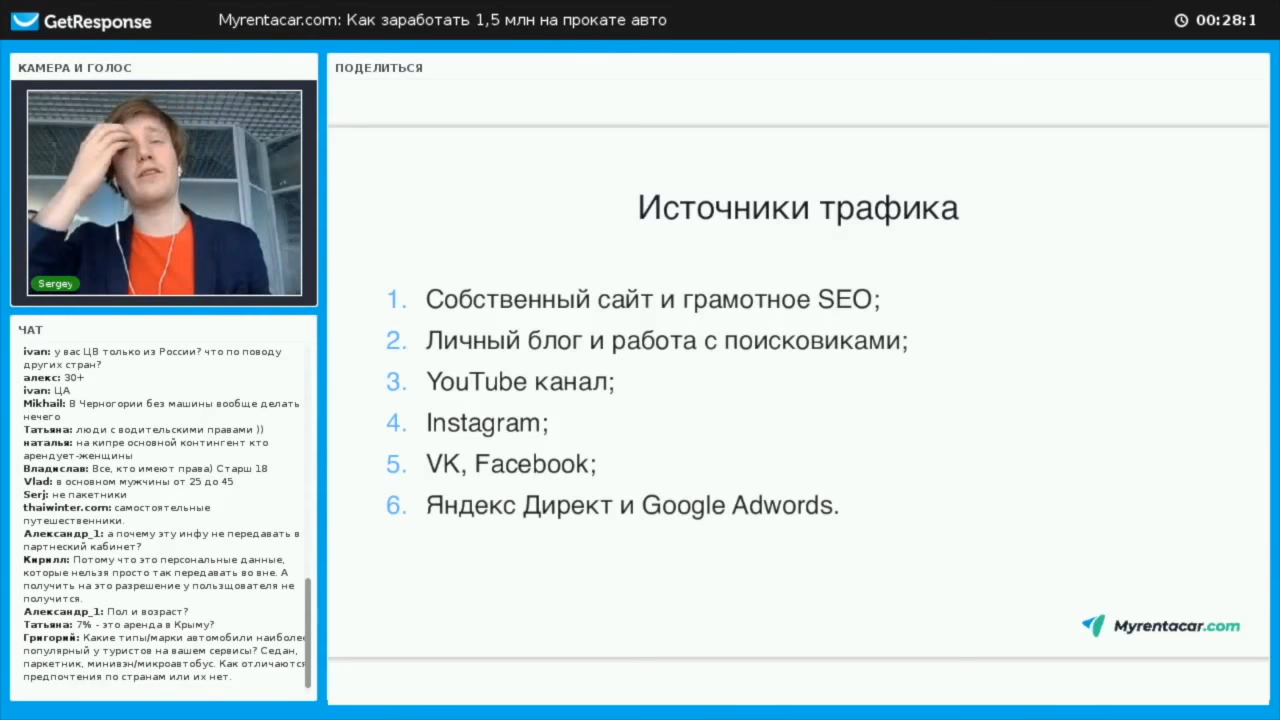 GetResponse
Myrentacar.com: Как заработать 1,5 млн на прокате авто
00:28:1
КАМЕРА И ГОЛОС
Sergey
ЧАТ
ivan: у вас ЦВ только из России? что по поводу
других стран?
алекс: 30+
ivan: ЦА
Mikhail: В Черногории без машины вообще делать
нечего
Татьяна: люди с водительскими правами ))
наталья: на кипре основной контингент кто
арендует-женщины
Владислав: Все, кто имеют права) Старш 18
Vlad: в основном мужчины от 25 до 45
Serj: не пакетники
thaiwinter.com: самостоятельные
путешественники.
Александр_1: а почему эту инфу не передавать в
партнеский кабинет?
Кирилл: Потому что это персональные данные,
которые нельзя просто так передавать во вне. А
получить на это разрешение у пользщователя не
получится.
Александр_1: Пол и возраст?
Татьяна: 7% - это аренда в Крыму?
Григорий: Какие типы/марки автомобили наиболее
популярный у туристов на вашем сервисы? Седан,
паркетник, минивэн/микроавтобус. Как отличаются
предпочтения по странам или их нет.
ПОДЕЛИТЬСЯ
Источники трафика
1. Собственный сайт и грамотное SEO;
2. Личный блог и работа с поисковиками;
3. YouTube канал;
4. Instagram;
5. VK, Facebook;
6. Яндекс Директ и Google Adwords.
Myrentacar.com